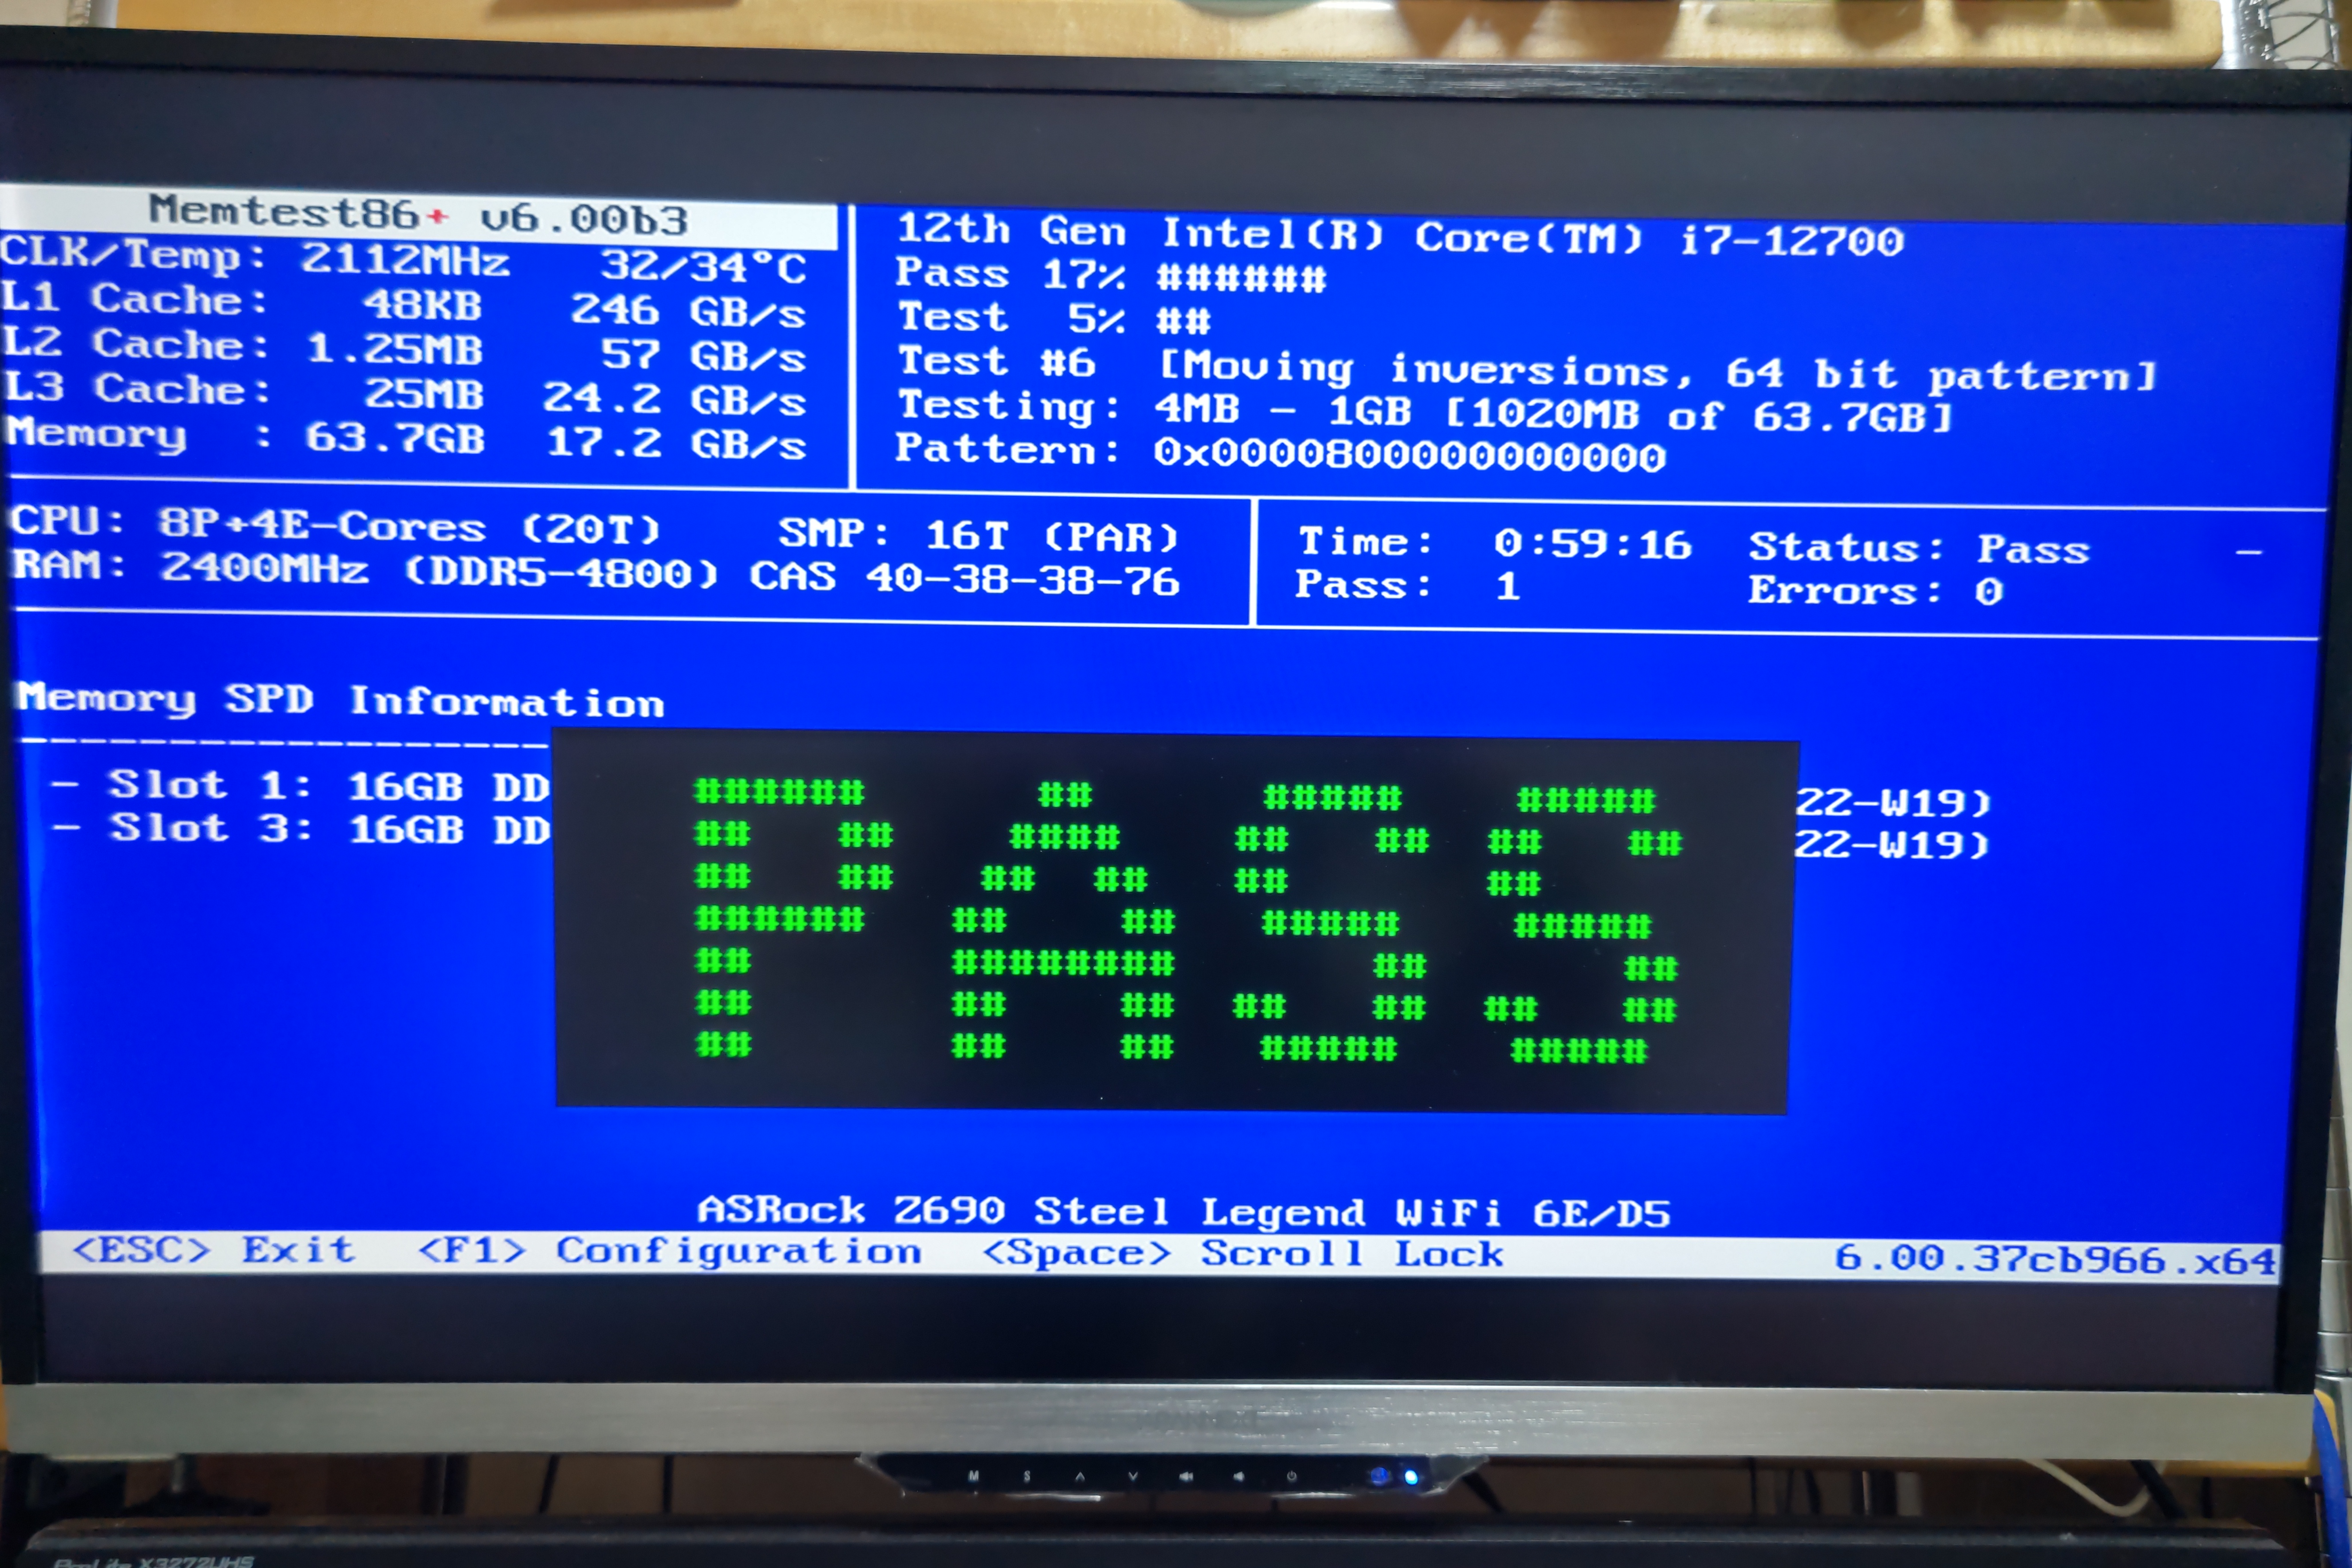 Memtest86+ v6.00b3
CLK/Temp: 2112MHz 32/34°C
L1 Cache: 48KB 246 GB/s
L2 Cache: 1.25MB 57 GB/s
L3 Cache: 25MB 24.2 GB/s
Memory : 63.7GB 17.2 GB/s
12th Gen Intel(R) Core(TM) i7-12700
Pass 17% ######
Test 5% ##
Test #6 [Moving inversions, 64 bit pattern]
Testing: 4MB - 1GB [1020MB of 63.7GB]
Pattern: 0x0000800000000000
CPU: 8P+4E-Cores (20T) SMP: 16T (PAR)
RAM: 2400MHz (DDR5-4800) CAS 40-38-38-76
Time: 0:59:16 Status: Pass -
Pass: 1 Errors: 0
Memory SPD Information
- Slot 1: 16GB DD 22-W19)
- Slot 3: 16GB DD 22-W19)
PASS
ASRock Z690 Steel Legend WiFi 6E/D5
<ESC> Exit <F1> Configuration <Space> Scroll Lock 6.00.37cb966.x64
M S
ProLite X3272UHS